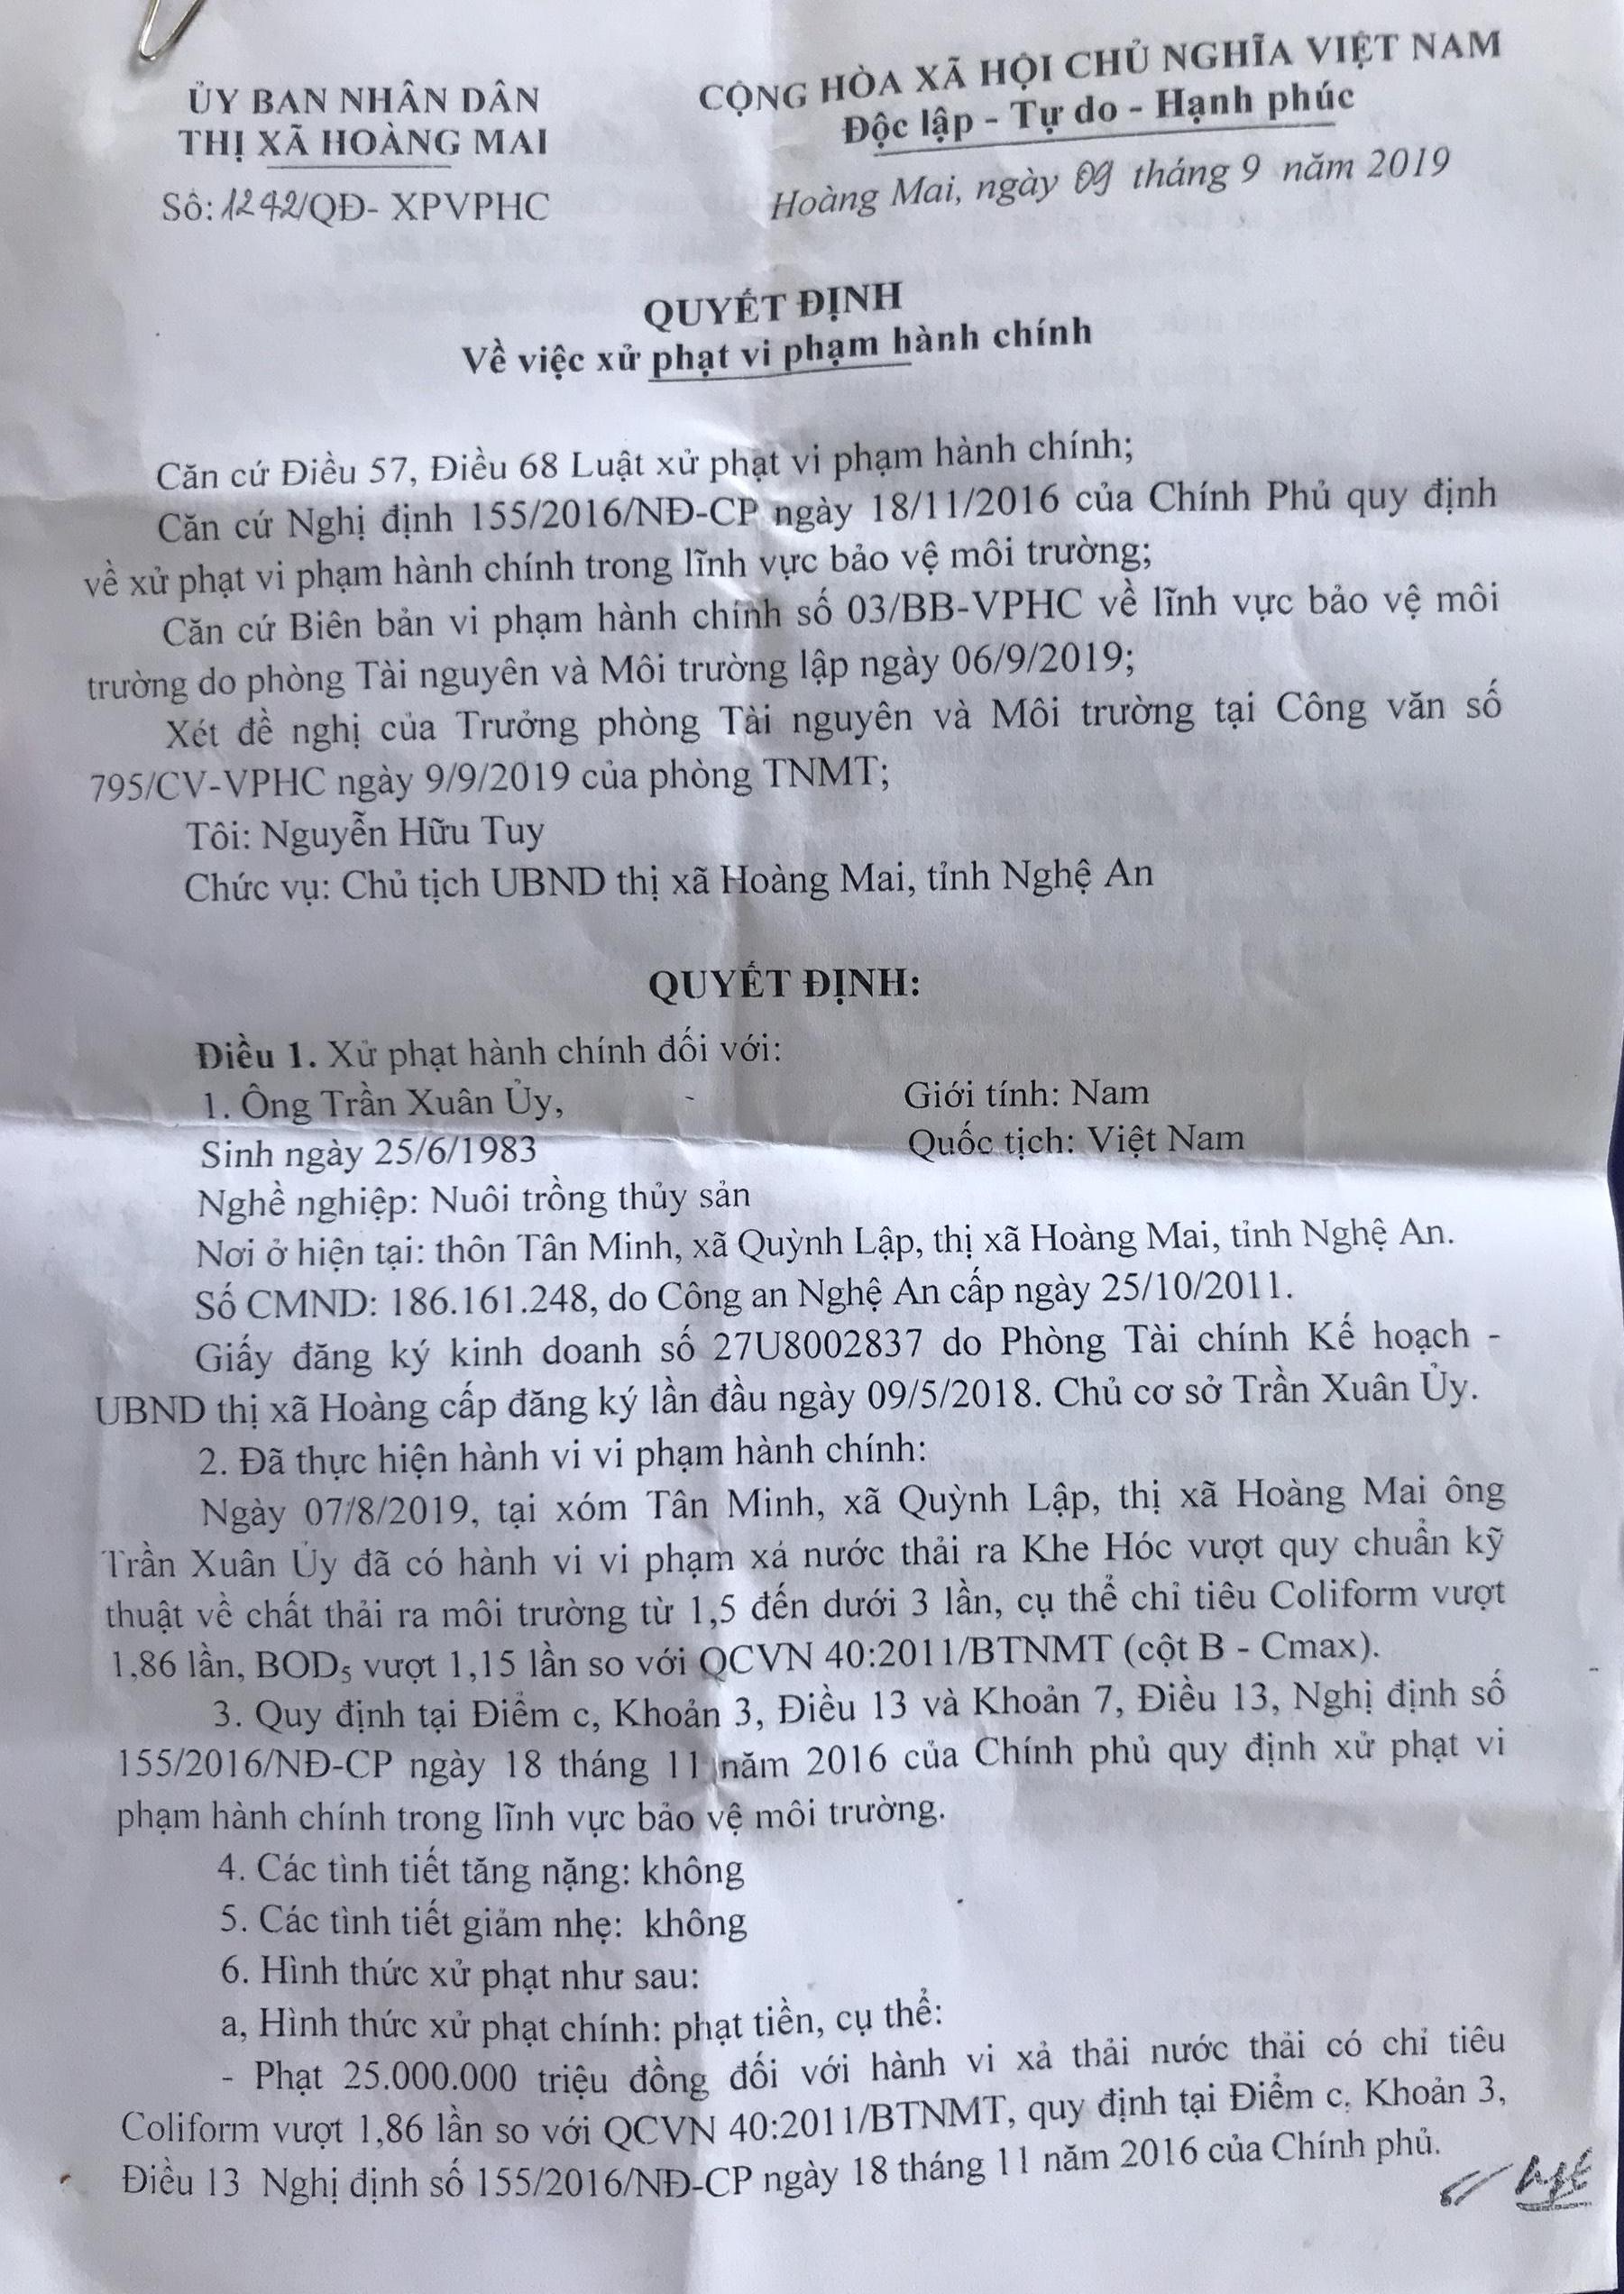 ỦY BAN NHÂN DÂN
THỊ XÃ HOÀNG MAI
Số: 1242/QĐ- XPVPHC
CỘNG HÒA XÃ HỘI CHỦ NGHĨA VIỆT NAM
Độc lập - Tự do - Hạnh phúc
Hoàng Mai, ngày 09 tháng 9 năm 2019
QUYẾT ĐỊNH
Về việc xử phạt vi phạm hành chính
Căn cứ Điều 57, Điều 68 Luật xử phạt vi phạm hành chính;
Căn cứ Nghị định 155/2016/NĐ-CP ngày 18/11/2016 của Chính Phủ quy định
về xử phạt vi phạm hành chính trong lĩnh vực bảo vệ môi trường;
Căn cứ Biên bản vi phạm hành chính số 03/BB-VPHC về lĩnh vực bảo vệ môi
trường do phòng Tài nguyên và Môi trường lập ngày 06/9/2019;
Xét đề nghị của Trưởng phòng Tài nguyên và Môi trường tại Công văn số
795/CV-VPHC ngày 9/9/2019 của phòng TNMT;
Tôi: Nguyễn Hữu Tuy
Chức vụ: Chủ tịch UBND thị xã Hoàng Mai, tỉnh Nghệ An
QUYẾT ĐỊNH:
Điều 1. Xử phạt hành chính đối với:
1. Ông Trần Xuân Ủy, Giới tính: Nam
Sinh ngày 25/6/1983 Quốc tịch: Việt Nam
Nghề nghiệp: Nuôi trồng thủy sản
Nơi ở hiện tại: thôn Tân Minh, xã Quỳnh Lập, thị xã Hoàng Mai, tỉnh Nghệ An.
Số CMND: 186.161.248, do Công an Nghệ An cấp ngày 25/10/2011.
Giấy đăng ký kinh doanh số 27U8002837 do Phòng Tài chính Kế hoạch -
UBND thị xã Hoàng cấp đăng ký lần đầu ngày 09/5/2018. Chủ cơ sở Trần Xuân Ủy.
2. Đã thực hiện hành vi vi phạm hành chính:
Ngày 07/8/2019, tại xóm Tân Minh, xã Quỳnh Lập, thị xã Hoàng Mai ông
Trần Xuân Ủy đã có hành vi vi phạm xả nước thải ra Khe Hóc vượt quy chuẩn kỹ
thuật về chất thải ra môi trường từ 1,5 đến dưới 3 lần, cụ thể chỉ tiêu Coliform vượt
1,86 lần, BOD₅ vượt 1,15 lần so với QCVN 40:2011/BTNMT (cột B - Cmax).
3. Quy định tại Điểm c, Khoản 3, Điều 13 và Khoản 7, Điều 13, Nghị định số
155/2016/NĐ-CP ngày 18 tháng 11 năm 2016 của Chính phủ quy định xử phạt vi
phạm hành chính trong lĩnh vực bảo vệ môi trường.
4. Các tình tiết tăng nặng: không
5. Các tình tiết giảm nhẹ: không
6. Hình thức xử phạt như sau:
a, Hình thức xử phạt chính: phạt tiền, cụ thể:
- Phạt 25.000.000 triệu đồng đối với hành vi xả thải nước thải có chỉ tiêu
Coliform vượt 1,86 lần so với QCVN 40:2011/BTNMT, quy định tại Điểm c, Khoản 3,
Điều 13 Nghị định số 155/2016/NĐ-CP ngày 18 tháng 11 năm 2016 của Chính phủ.